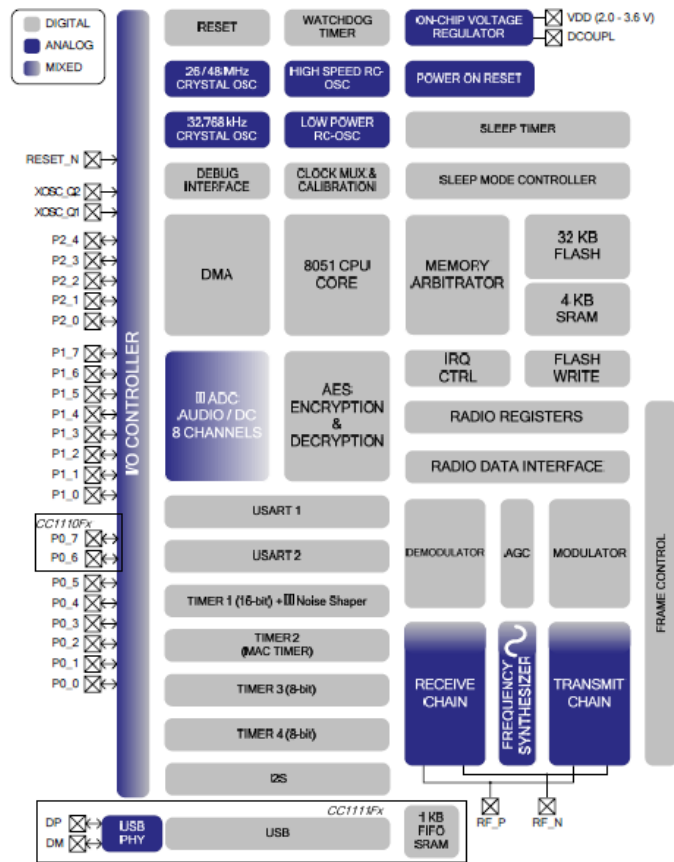 DIGITAL
ANALOG
MIXED
RESET
WATCHDOG
TIMER
ON-CHIP VOLTAGE
REGULATOR
VDD (2.0 - 3.6 V)
DCOUPL
26 / 48 MHz
CRYSTAL OSC
HIGH SPEED RC-
OSC
POWER ON RESET
32.768 kHz
CRYSTAL OSC
LOW POWER
RC-OSC
SLEEP TIMER
DEBUG
INTERFACE
CLOCK MUX &
CALIBRATION
SLEEP MODE CONTROLLER
RESET_N
XOSC_Q2
XOSC_Q1
P2_4
P2_3
P2_2
P2_1
P2_0
P1_7
P1_6
P1_5
P1_4
P1_3
P1_2
P1_1
P1_0
CC1110Fx
P0_7
P0_6
P0_5
P0_4
P0_3
P0_2
P0_1
P0_0
I/O CONTROLLER
DMA
8051 CPU
CORE
MEMORY
ARBITRATOR
32 KB
FLASH
4 KB
SRAM
IRQ
CTRL
FLASH
WRITE
ADC
AUDIO / DC
8 CHANNELS
AES
ENCRYPTION
&
DECRYPTION
RADIO REGISTERS
RADIO DATA INTERFACE
USART 1
USART 2
TIMER 1 (16-bit) + Noise Shaper
TIMER 2
(MAC TIMER)
TIMER 3 (8-bit)
TIMER 4 (8-bit)
I2S
DEMODULATOR
AGC
MODULATOR
FRAME CONTROL
RECEIVE
CHAIN
FREQUENCY
SYNTHESIZER
TRANSMIT
CHAIN
RF_P
RF_N
CC1111Fx
DP
DM
USB
PHY
USB
1 KB
FIFO
SRAM